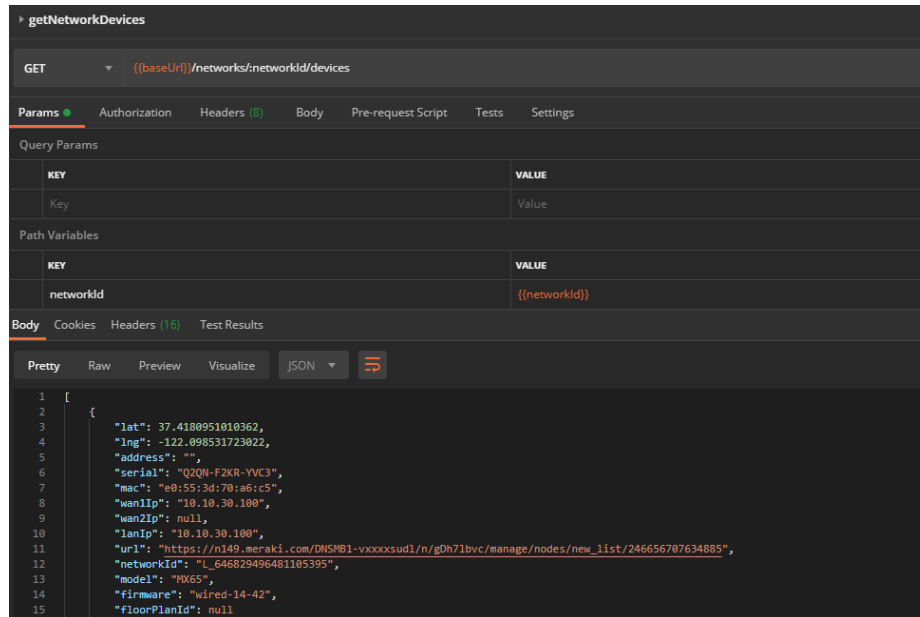 getNetworkDevices
GET {{baseUrl}}/networks/:networkId/devices
Params Authorization Headers (8) Body Pre-request Script Tests Settings
Query Params
KEY VALUE
Key Value
Path Variables
KEY VALUE
networkId {{networkId}}
Body Cookies Headers (16) Test Results
Pretty Raw Preview Visualize JSON
1 [
2 {
3 "lat": 37.4180951010362,
4 "lng": -122.098531723022,
5 "address": "",
6 "serial": "Q2QN-F2KR-YVC3",
7 "mac": "e0:55:3d:70:a6:c5",
8 "wan1Ip": "10.10.30.100",
9 "wan2Ip": null,
10 "lanIp": "10.10.30.100",
11 "url": "https://n149.meraki.com/DNSMB1-vxxxxsudl/n/gDh7lbvc/manage/nodes/new_list/246656707634885",
12 "networkId": "L_646829496481105395",
13 "model": "MX65",
14 "firmware": "wired-14-42",
15 "floorPlanId": null